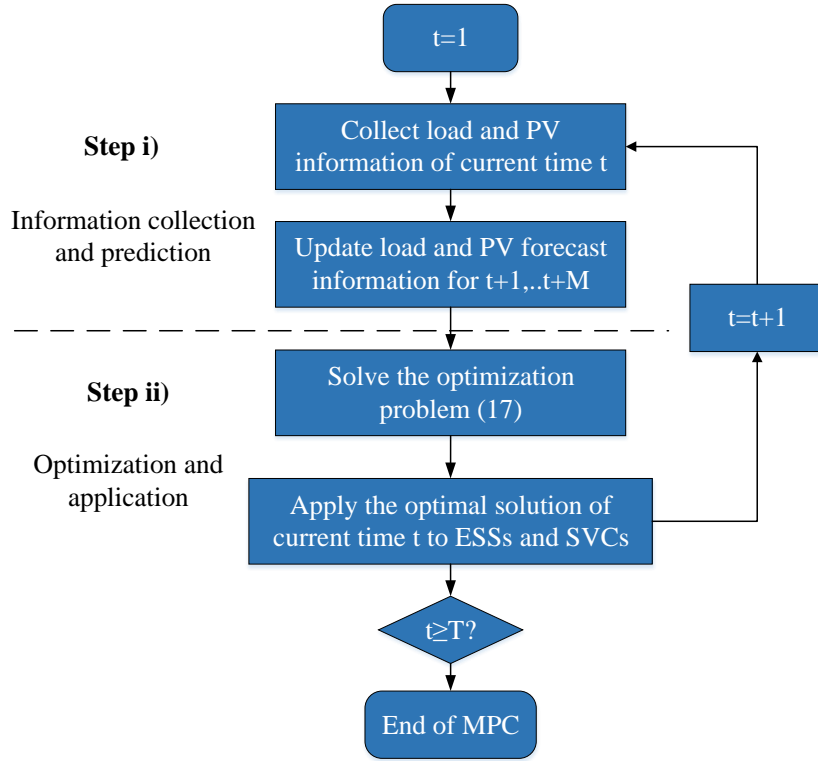 t=1
Step i)
Information collection
and prediction
Collect load and PV
information of current time t
Update load and PV forecast
information for t+1,..t+M
t=t+1
Step ii)
Optimization and
application
Solve the optimization
problem (17)
Apply the optimal solution of
current time t to ESSs and SVCs
t≥T?
End of MPC